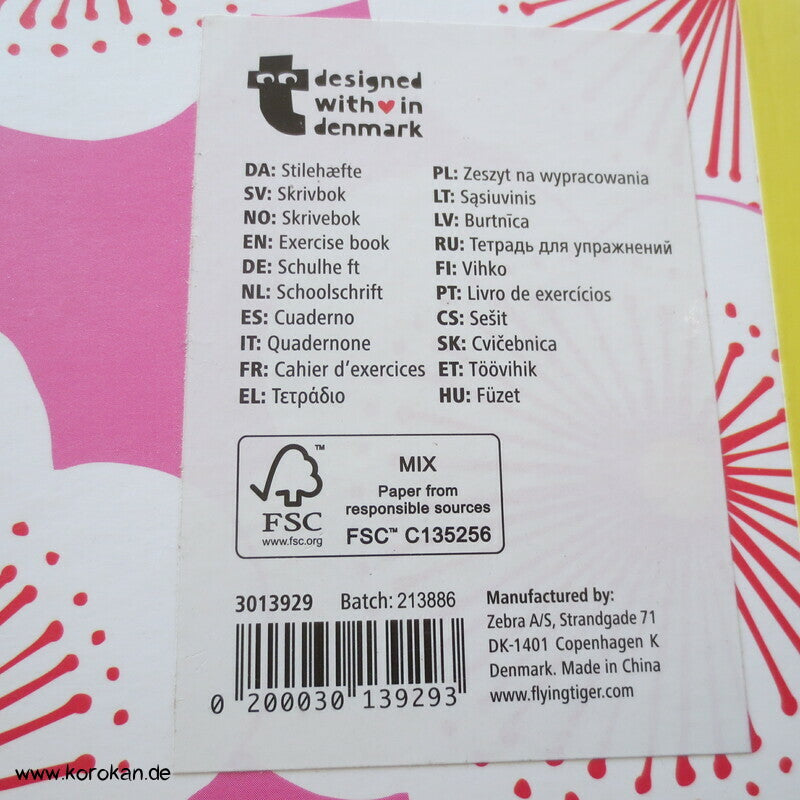 designed
with♥in
denmark
DA: Stilehæfte
SV: Skrivbok
NO: Skrivebok
EN: Exercise book
DE: Schulhe ft
NL: Schoolschrift
ES: Cuaderno
IT: Quadernone
FR: Cahier d'exercices
EL: Τετράδιο
PL: Zeszyt na wypracowania
LT: Sąsiuvinis
LV: Burtnīca
RU: Тетрадь для упражнений
FI: Vihko
PT: Livro de exercícios
CS: Sešit
SK: Cvičebnica
ET: Töövihik
HU: Füzet
FSC™
www.fsc.org
MIX
Paper from
responsible sources
FSC™ C135256
3013929 Batch: 213886
0 200030 139293
Manufactured by:
Zebra A/S, Strandgade 71
DK-1401 Copenhagen K
Denmark. Made in China
www.flyingtiger.com
www.korokan.de